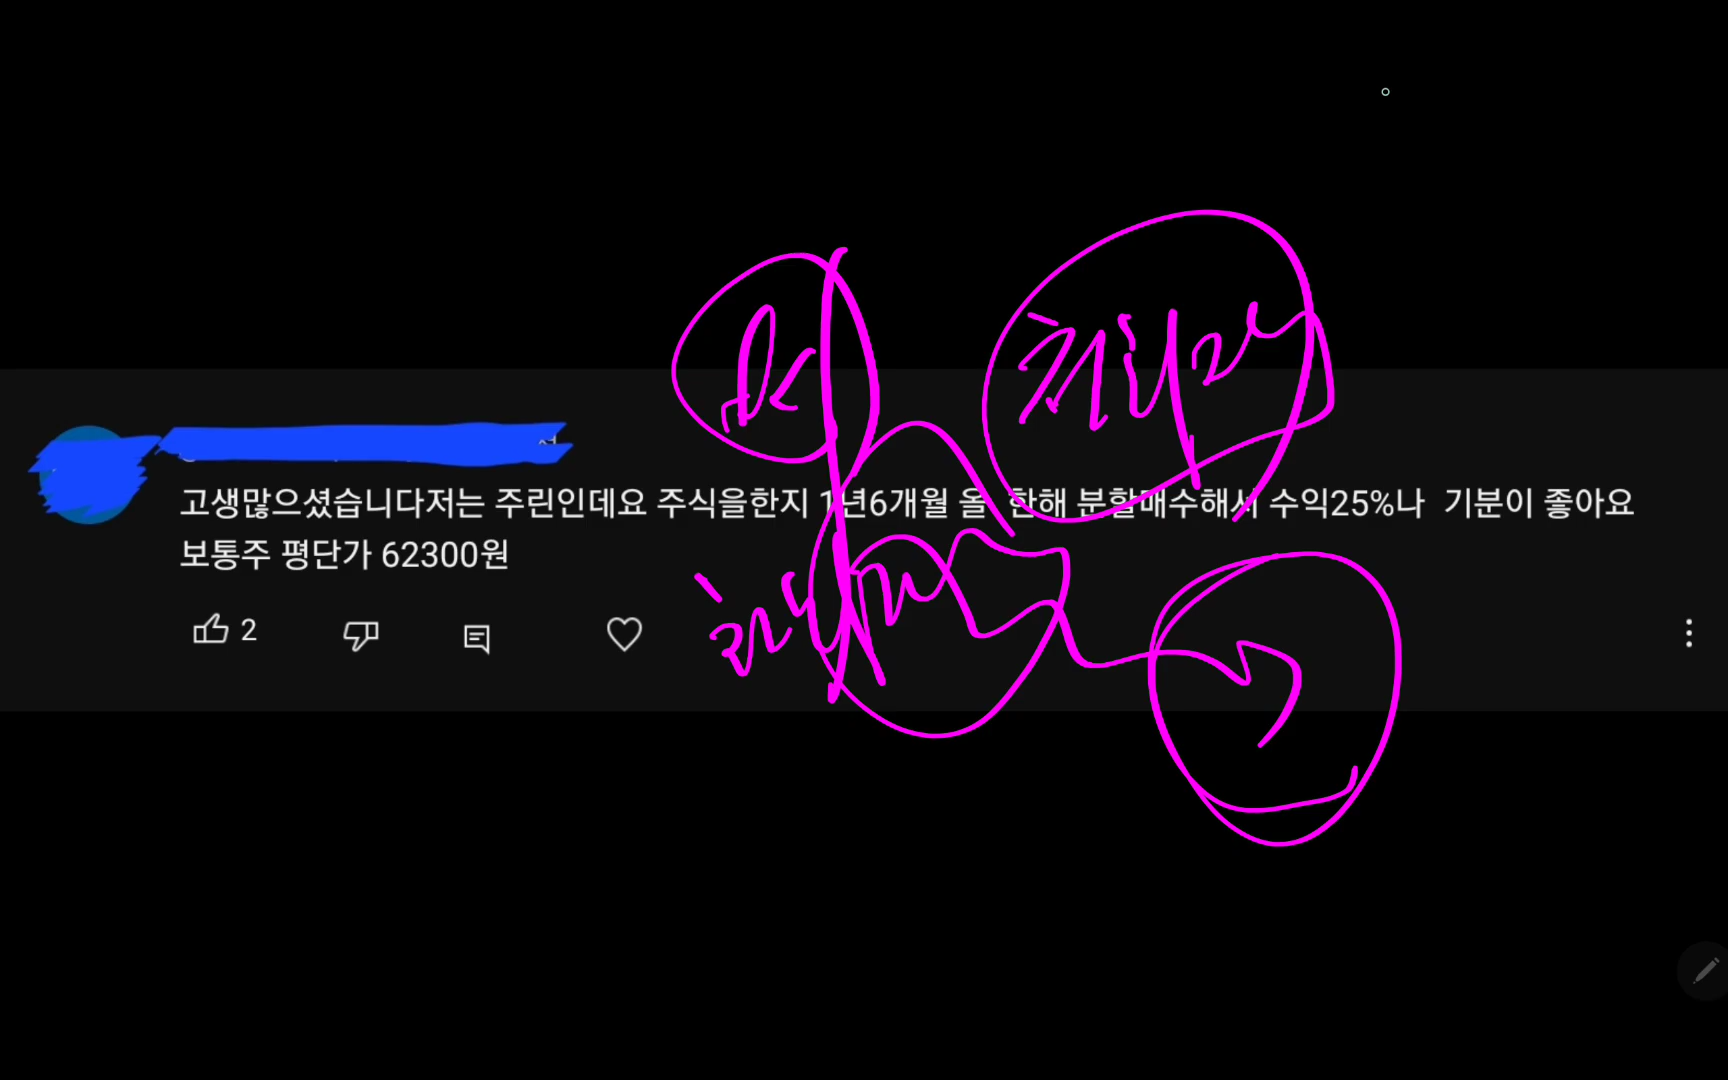 고생많으셨습니다저는 주린인데요 주식을한지 1년6개월 올 한해 분할매수해서 수익25%나 기분이 좋아요
보통주 평단가 62300원
2